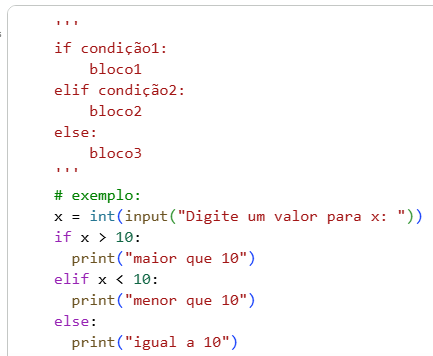 '''
if condição1:
    bloco1
elif condição2:
    bloco2
else:
    bloco3
'''
# exemplo:
x = int(input("Digite um valor para x: "))
if x > 10:
  print("maior que 10")
elif x < 10:
  print("menor que 10")
else:
  print("igual a 10")